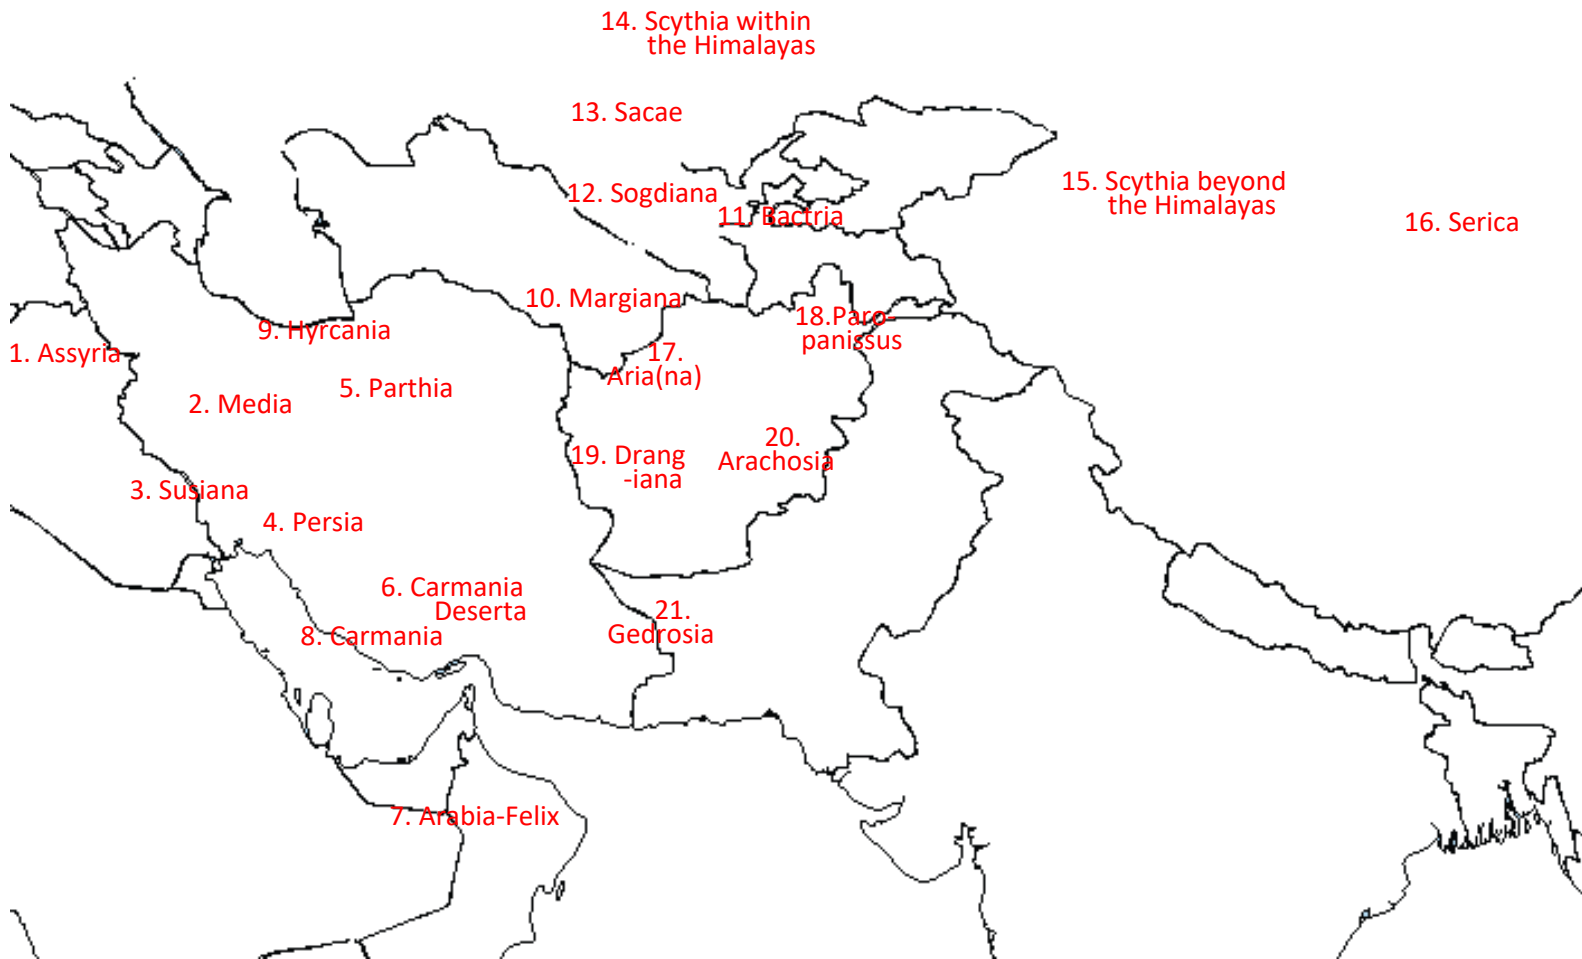 14. Scythia within
the Himalayas
13. Sacae
15. Scythia beyond
the Himalayas
12. Sogdiana
11. Bactria
16. Serica
10. Margiana
18.Paro-
panissus
9. Hyrcania
1. Assyria
17.
Aria(na)
5. Parthia
2. Media
20.
Arachosia
19. Drang
-iana
3. Susiana
4. Persia
6. Carmania
Deserta
21.
Gedrosia
8. Carmania
7. Arabia-Felix